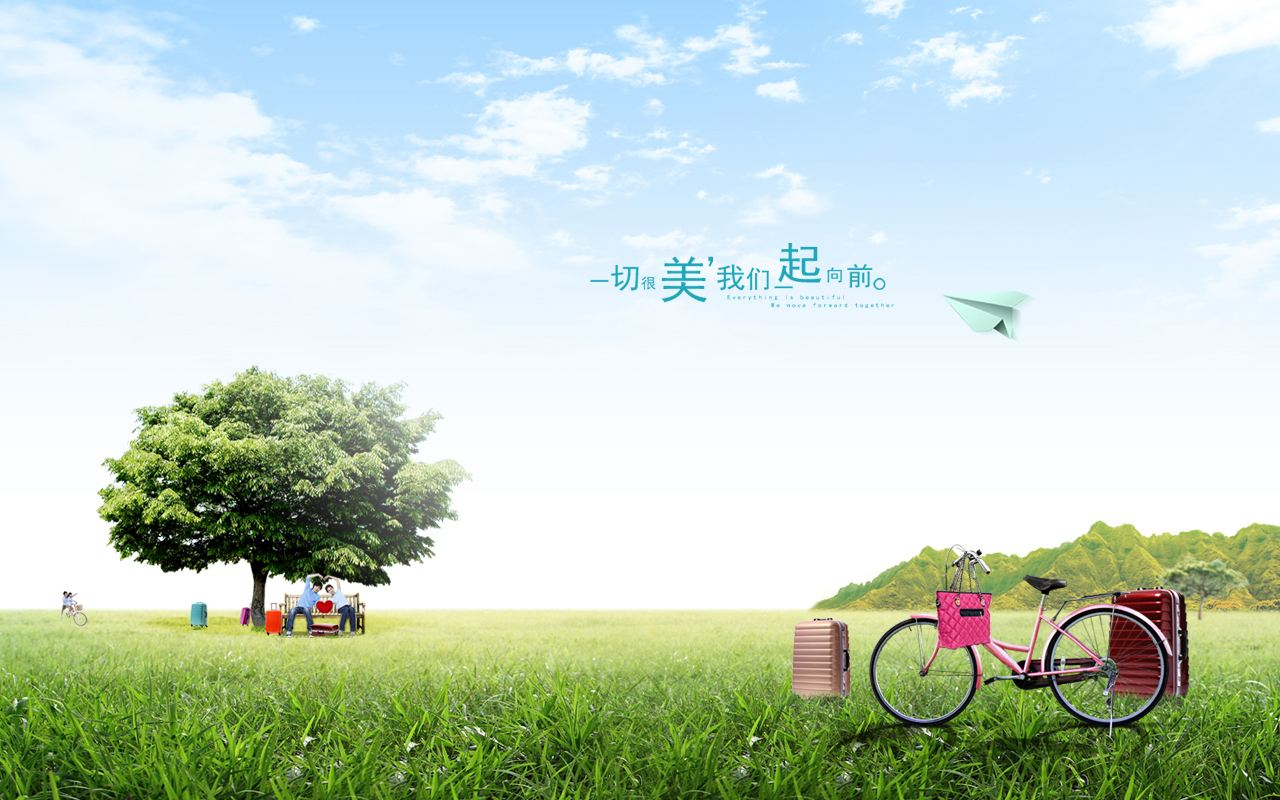 一切很美’我们一起向前。
Everything is beautiful
We move forward together